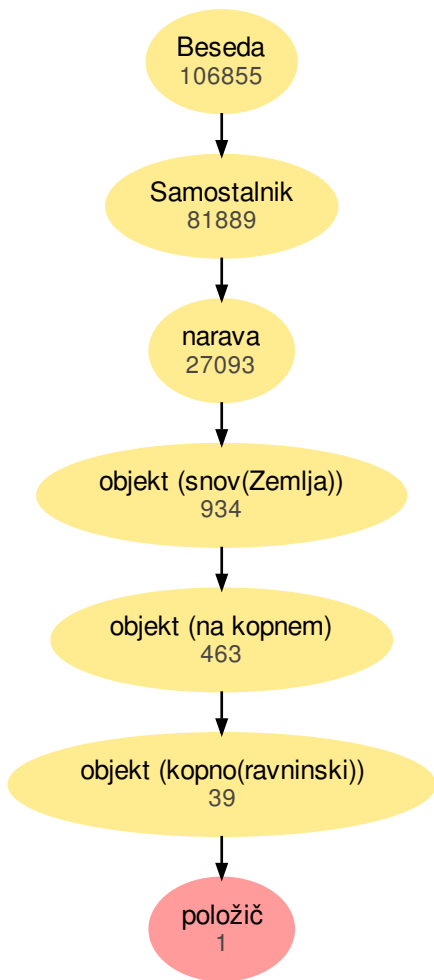 Beseda
106855
Samostalnik
81889
narava
27093
objekt (snov(Zemlja))
934
objekt (na kopnem)
463
objekt (kopno(ravninski))
39
položič
1